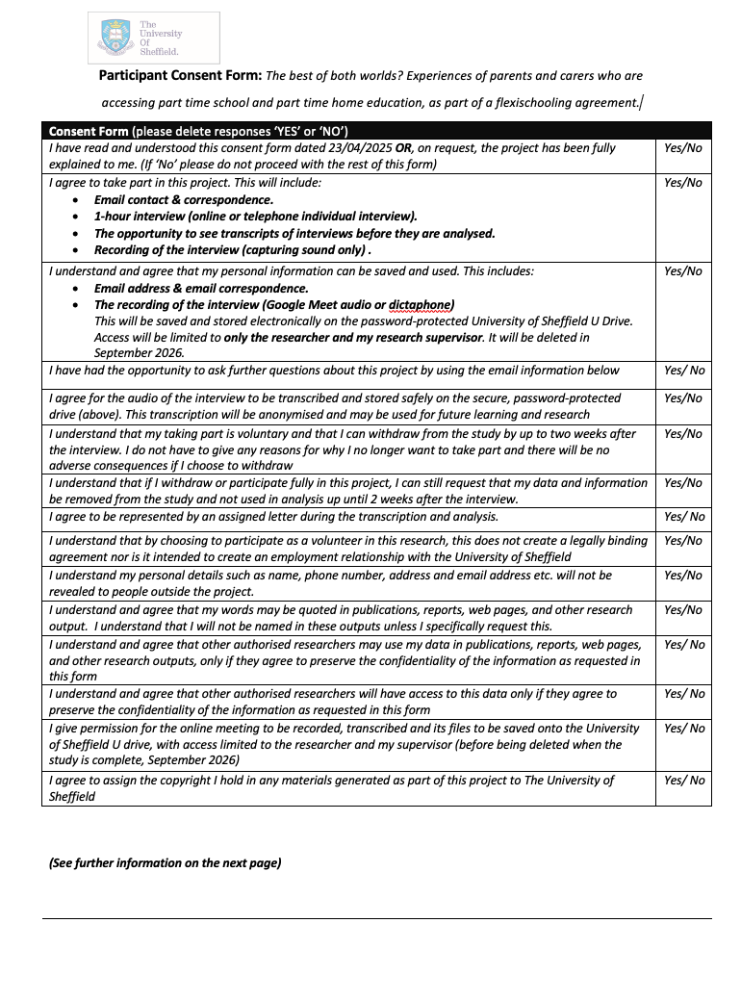 The
University
Of
Sheffield.
Participant Consent Form: The best of both worlds? Experiences of parents and carers who are
accessing part time school and part time home education, as part of a flexischooling agreement.
Consent Form (please delete responses ‘YES’ or ‘NO’)
I have read and understood this consent form dated 23/04/2025 OR, on request, the project has been fully Yes/No
explained to me. (If ‘No’ please do not proceed with the rest of this form)
I agree to take part in this project. This will include: Yes/No
• Email contact & correspondence.
• 1-hour interview (online or telephone individual interview).
• The opportunity to see transcripts of interviews before they are analysed.
• Recording of the interview (capturing sound only) .
I understand and agree that my personal information can be saved and used. This includes: Yes/No
• Email address & email correspondence.
• The recording of the interview (Google Meet audio or dictaphone)
This will be saved and stored electronically on the password-protected University of Sheffield U Drive.
Access will be limited to only the researcher and my research supervisor. It will be deleted in
September 2026.
I have had the opportunity to ask further questions about this project by using the email information below Yes/ No
I agree for the audio of the interview to be transcribed and stored safely on the secure, password-protected Yes/No
drive (above). This transcription will be anonymised and may be used for future learning and research
I understand that my taking part is voluntary and that I can withdraw from the study by up to two weeks after Yes/No
the interview. I do not have to give any reasons for why I no longer want to take part and there will be no
adverse consequences if I choose to withdraw
I understand that if I withdraw or participate fully in this project, I can still request that my data and information Yes/No
be removed from the study and not used in analysis up until 2 weeks after the interview.
I agree to be represented by an assigned letter during the transcription and analysis. Yes/ No
I understand that by choosing to participate as a volunteer in this research, this does not create a legally binding Yes/No
agreement nor is it intended to create an employment relationship with the University of Sheffield
I understand my personal details such as name, phone number, address and email address etc. will not be Yes/No
revealed to people outside the project.
I understand and agree that my words may be quoted in publications, reports, web pages, and other research Yes/No
output.  I understand that I will not be named in these outputs unless I specifically request this.
I understand and agree that other authorised researchers may use my data in publications, reports, web pages, Yes/ No
and other research outputs, only if they agree to preserve the confidentiality of the information as requested in
this form
I understand and agree that other authorised researchers will have access to this data only if they agree to Yes/ No
preserve the confidentiality of the information as requested in this form
I give permission for the online meeting to be recorded, transcribed and its files to be saved onto the University Yes/ No
of Sheffield U drive, with access limited to the researcher and my supervisor (before being deleted when the
study is complete, September 2026)
I agree to assign the copyright I hold in any materials generated as part of this project to The University of Yes/ No
Sheffield
(See further information on the next page)